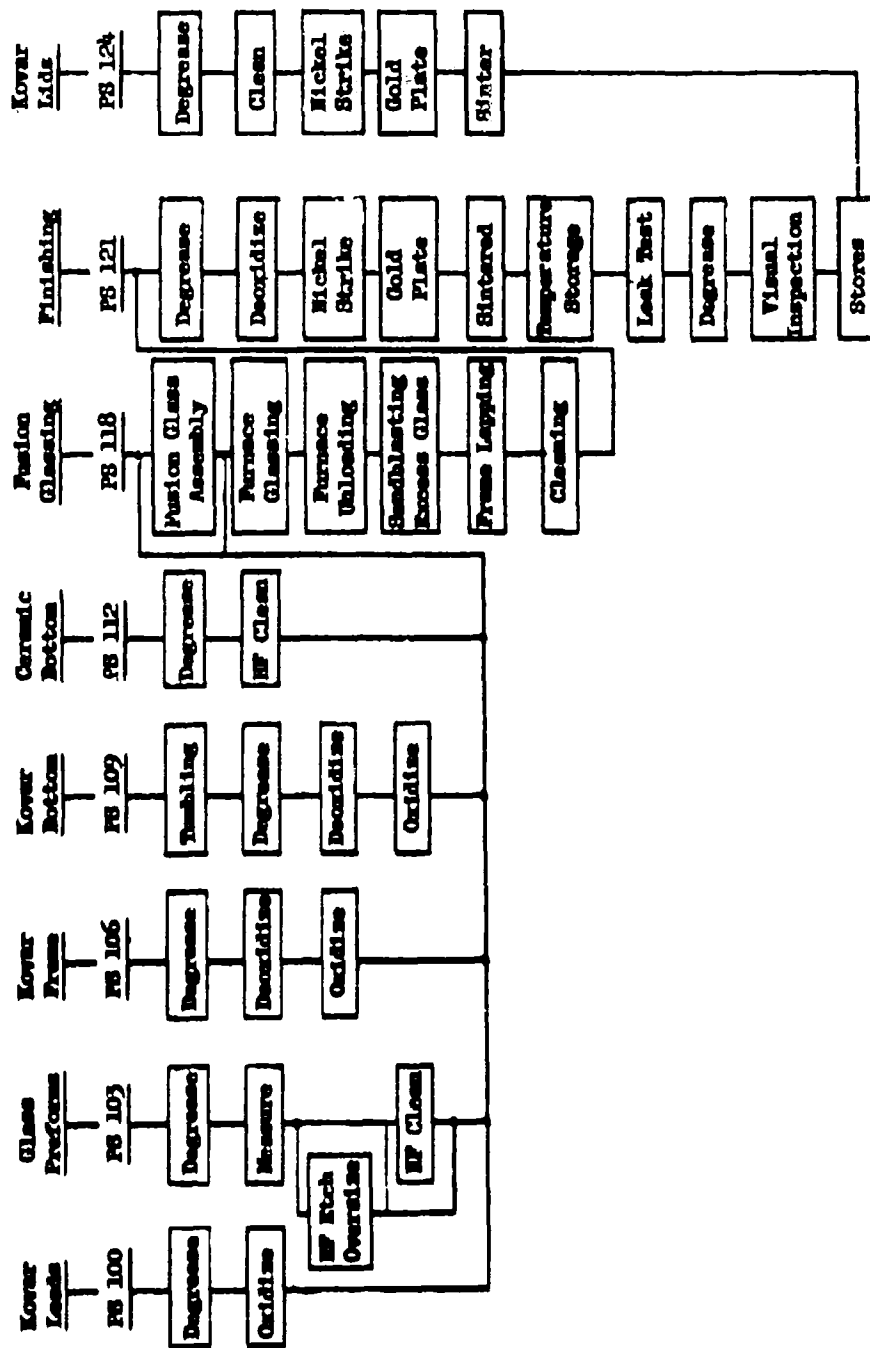 Kovar
Leads
PS 100
Degrease
Oxidize
Glass
Preforms
PS 103
Degrease
Measure
HF Etch
Oversize
HF Clean
Kovar
Frame
PS 106
Degrease
Deoxidize
Oxidize
Kovar
Bottom
PS 109
Tumbling
Degrease
Deoxidize
Oxidize
Ceramic
Bottom
PS 112
Degrease
HF Clean
Fusion
Glassing
PS 118
Fusion Glass
Assembly
Furnace
Glassing
Furnace
Unloading
Sandblasting
Excess Glass
Frame Lapping
Cleaning
Finishing
PS 121
Degrease
Deoxidize
Nickel
Strike
Gold
Plate
Sintered
Temperature
Storage
Leak Test
Degrease
Visual
Inspection
Stores
Kovar
Lids
PS 124
Degrease
Clean
Nickel
Strike
Gold
Plate
Sinter